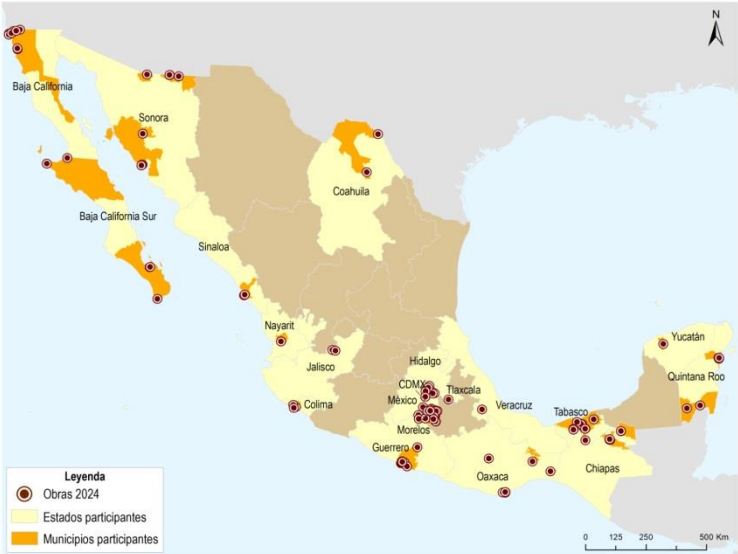 N
Baja California
Sonora
Coahuila
Baja California Sur
Sinaloa
Nayarit
Jalisco
Hidalgo
Yucatán
CDMX
Tlaxcala
Quintana Roo
México
Colima
Veracruz
Tabasco
Morelos
Guerrero
Oaxaca
Chiapas
Leyenda
Obras 2024
Estados participantes
Municipios participantes
0 125 250 500 Km